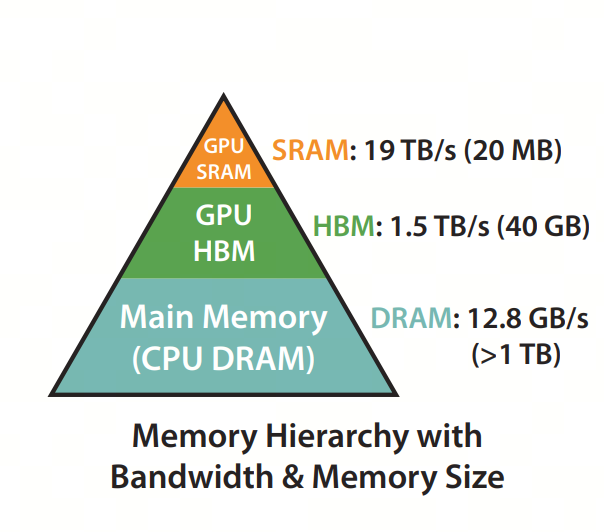 GPU
SRAM
SRAM: 19 TB/s (20 MB)
GPU
HBM
HBM: 1.5 TB/s (40 GB)
Main Memory
(CPU DRAM)
DRAM: 12.8 GB/s
(>1 TB)
Memory Hierarchy with
Bandwidth & Memory Size